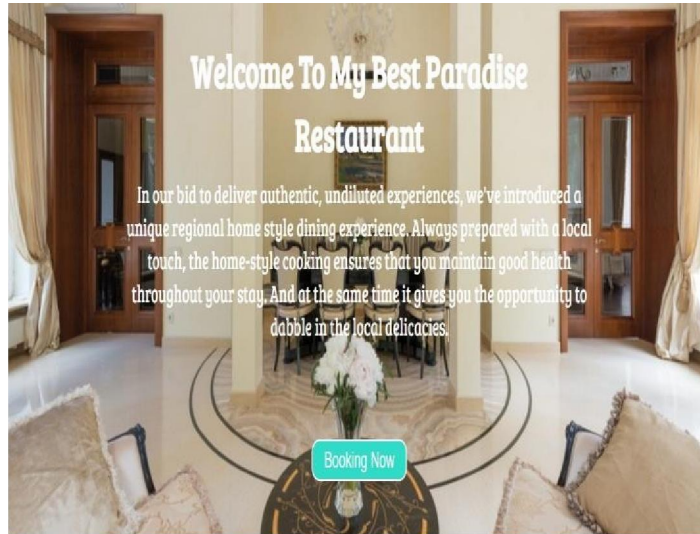 Welcome To My Best Paradise
Restaurant
In our bid to deliver authentic, undiluted experiences, we've introduced a
unique regional home style dining experience. Always prepared with a local
touch, the home-style cooking ensures that you maintain good health
throughout your stay. And at the same time it gives you the opportunity to
dabble in the local delicacies.
Booking Now